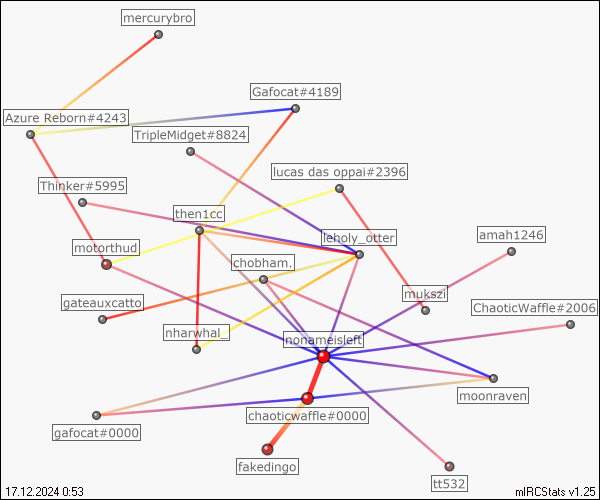 mercurybro
Gafocat#4189
Azure Reborn#4243
TripleMidget#8824
lucas das oppai#2396
Thinker#5995
then1cc
amah1246
leholy_otter
motorthud
chobham.
mukszi
gateauxcatto
ChaoticWaffle#2006
nharwhal_
nonameisleft
moonraven
chaoticwaffle#0000
gafocat#0000
fakedingo
tt532
17.12.2024 0:53
mIRCStats v1.25